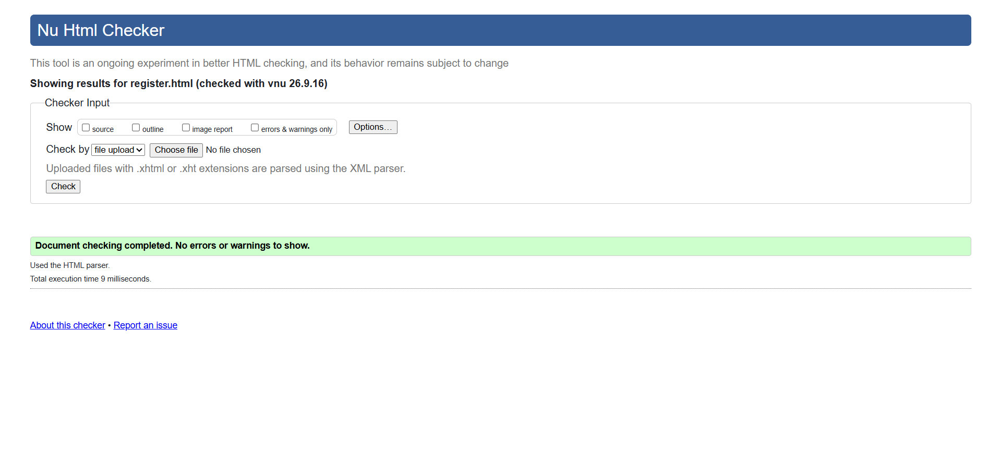 Nu Html Checker
This tool is an ongoing experiment in better HTML checking, and its behavior remains subject to change
Showing results for register.html (checked with vnu 26.9.16)
Checker Input
Show source outline image report errors & warnings only Options…
Check by file upload Choose file No file chosen
Uploaded files with .xhtml or .xht extensions are parsed using the XML parser.
Check
Document checking completed. No errors or warnings to show.
Used the HTML parser.
Total execution time 9 milliseconds.
About this checker • Report an issue